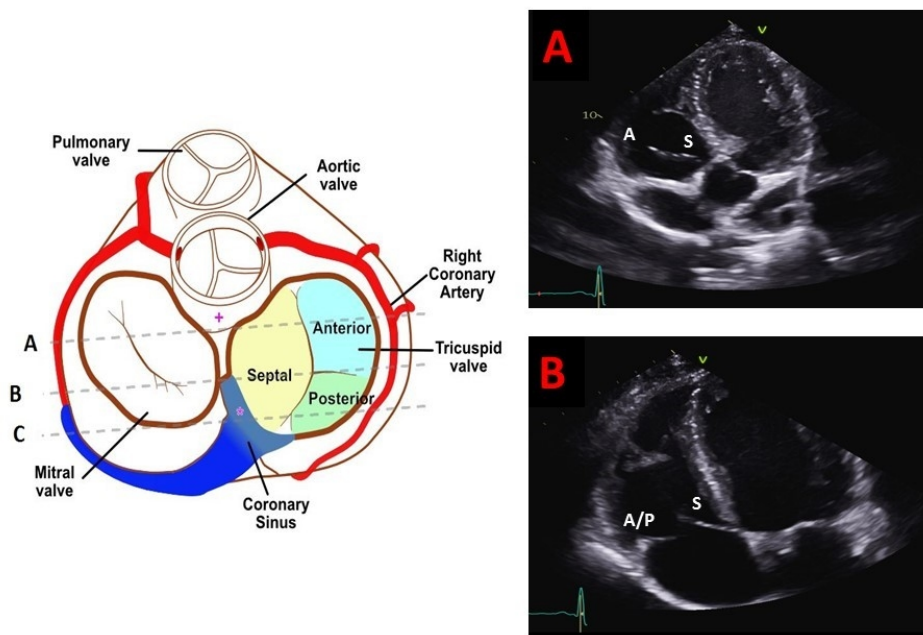 Pulmonary
valve
Aortic
valve
Right
Coronary
Artery
A
Anterior
Tricuspid
valve
Septal
B
Posterior
C
Mitral
valve
Coronary
Sinus
A
10
V
A
S
B
V
S
A/P